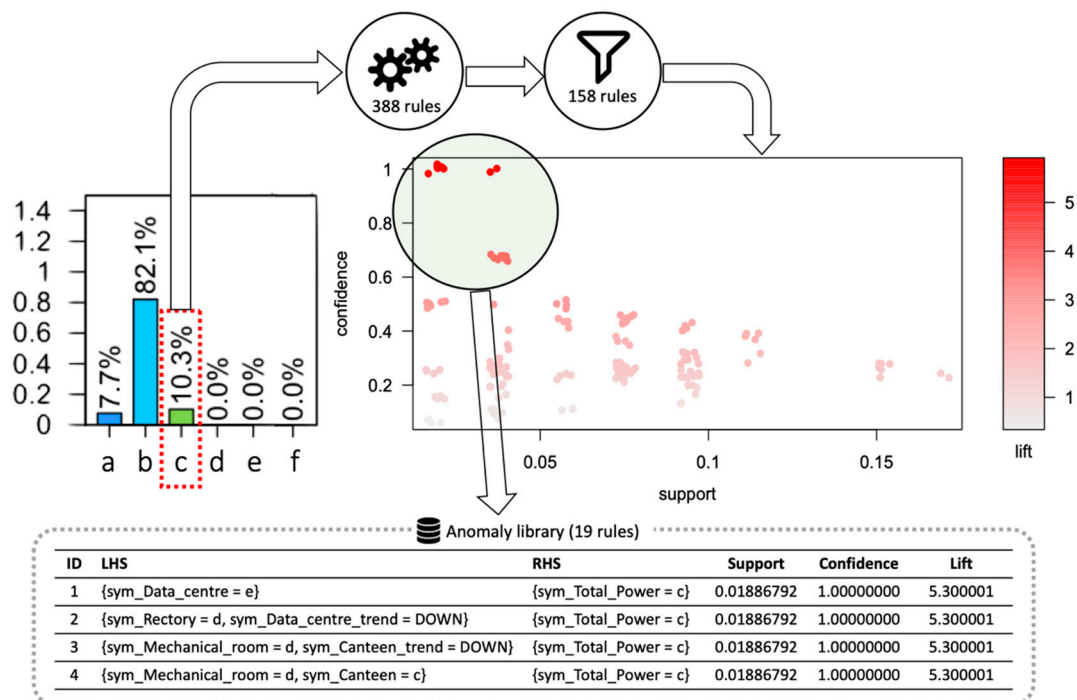 388 rules
158 rules
1.4
1.2
1
0.8
0.6
0.4
0.2
0
7.7%
82.1%
10.3%
0.0%
0.0%
0.0%
a b c d e f
confidence
1
0.8
0.6
0.4
0.2
0.05 0.1 0.15
support
5
4
3
2
1
lift
Anomaly library (19 rules)
ID LHS RHS Support Confidence Lift
1 {sym_Data_centre = e} {sym_Total_Power = c} 0.01886792 1.00000000 5.300001
2 {sym_Rectory = d, sym_Data_centre_trend = DOWN} {sym_Total_Power = c} 0.01886792 1.00000000 5.300001
3 {sym_Mechanical_room = d, sym_Canteen_trend = DOWN} {sym_Total_Power = c} 0.01886792 1.00000000 5.300001
4 {sym_Mechanical_room = d, sym_Canteen = c} {sym_Total_Power = c} 0.01886792 1.00000000 5.300001